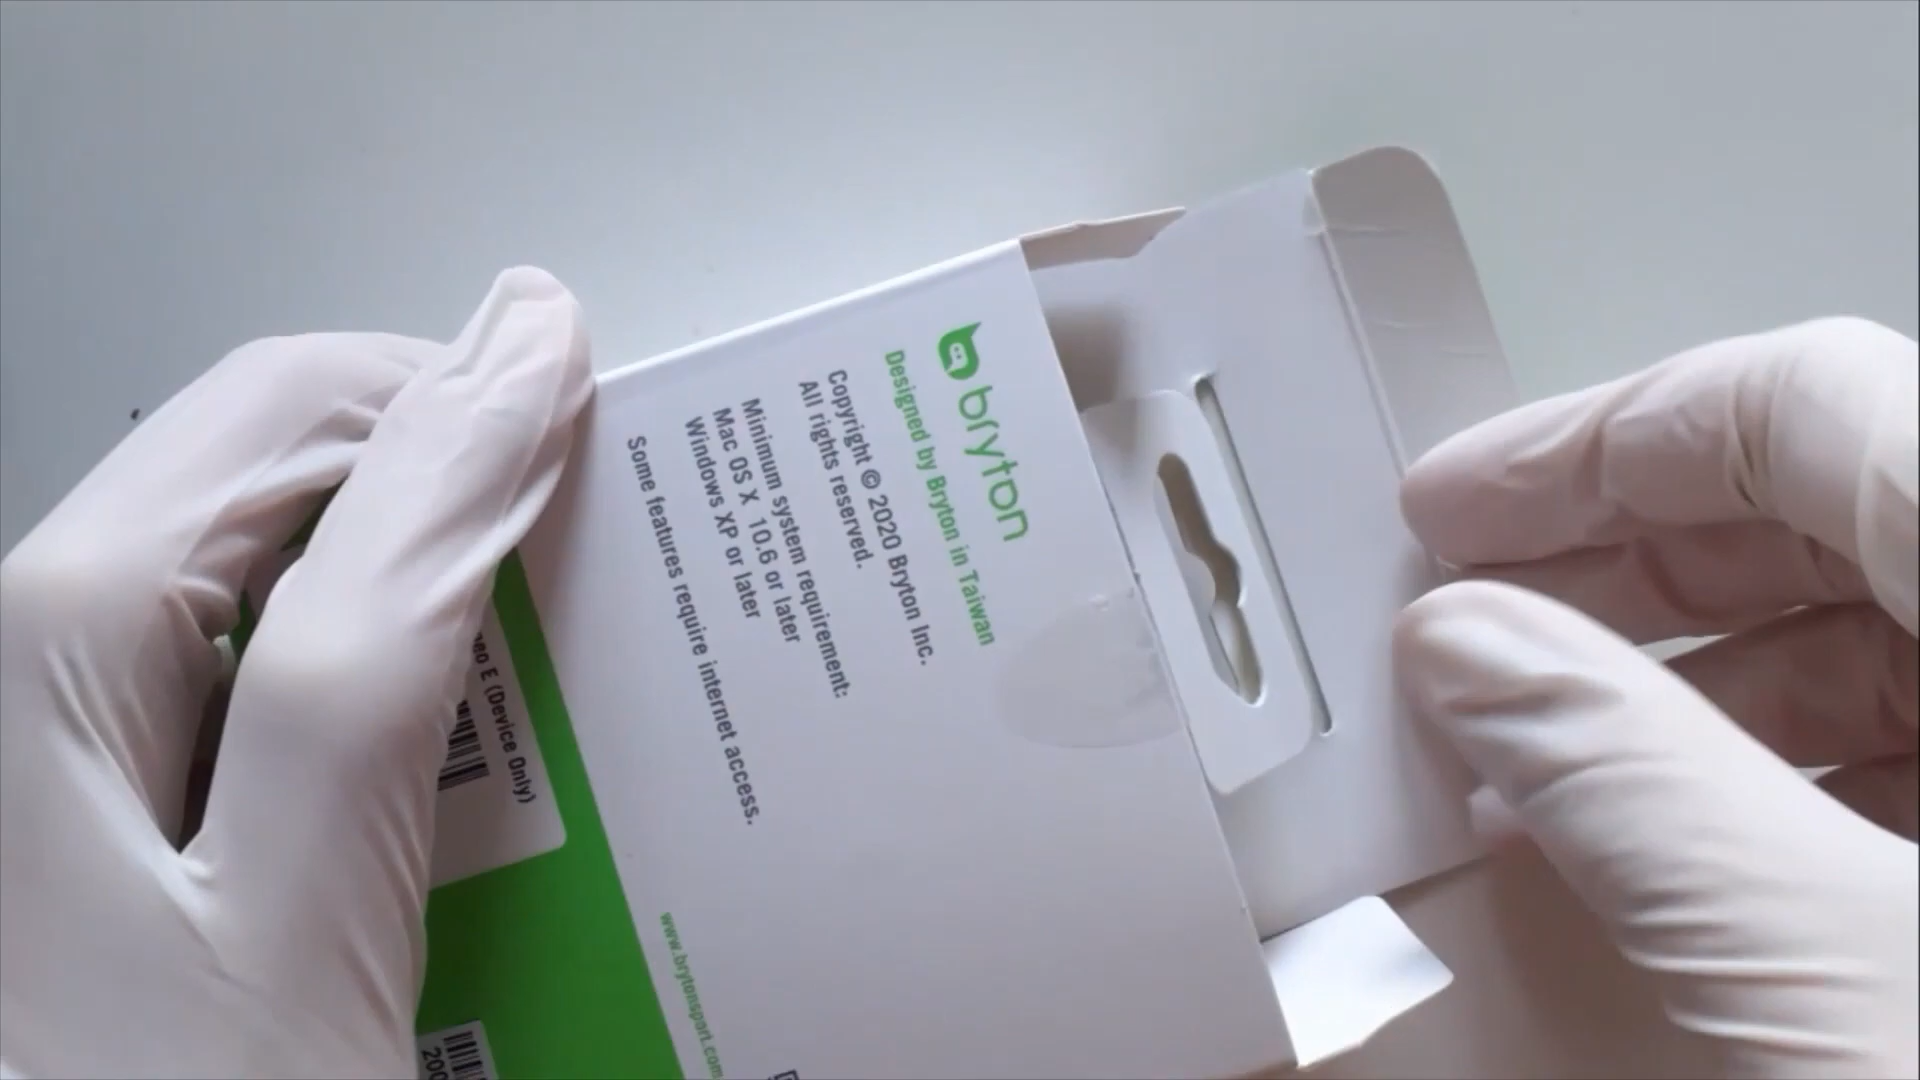 bryton
Designed by Bryton in Taiwan
Copyright © 2020 Bryton Inc.
All rights reserved.
Minimum system requirement:
Mac OS X 10.6 or later
Windows XP or later
Some features require internet access.
www.brytonsport.com
E (Device Only)
200